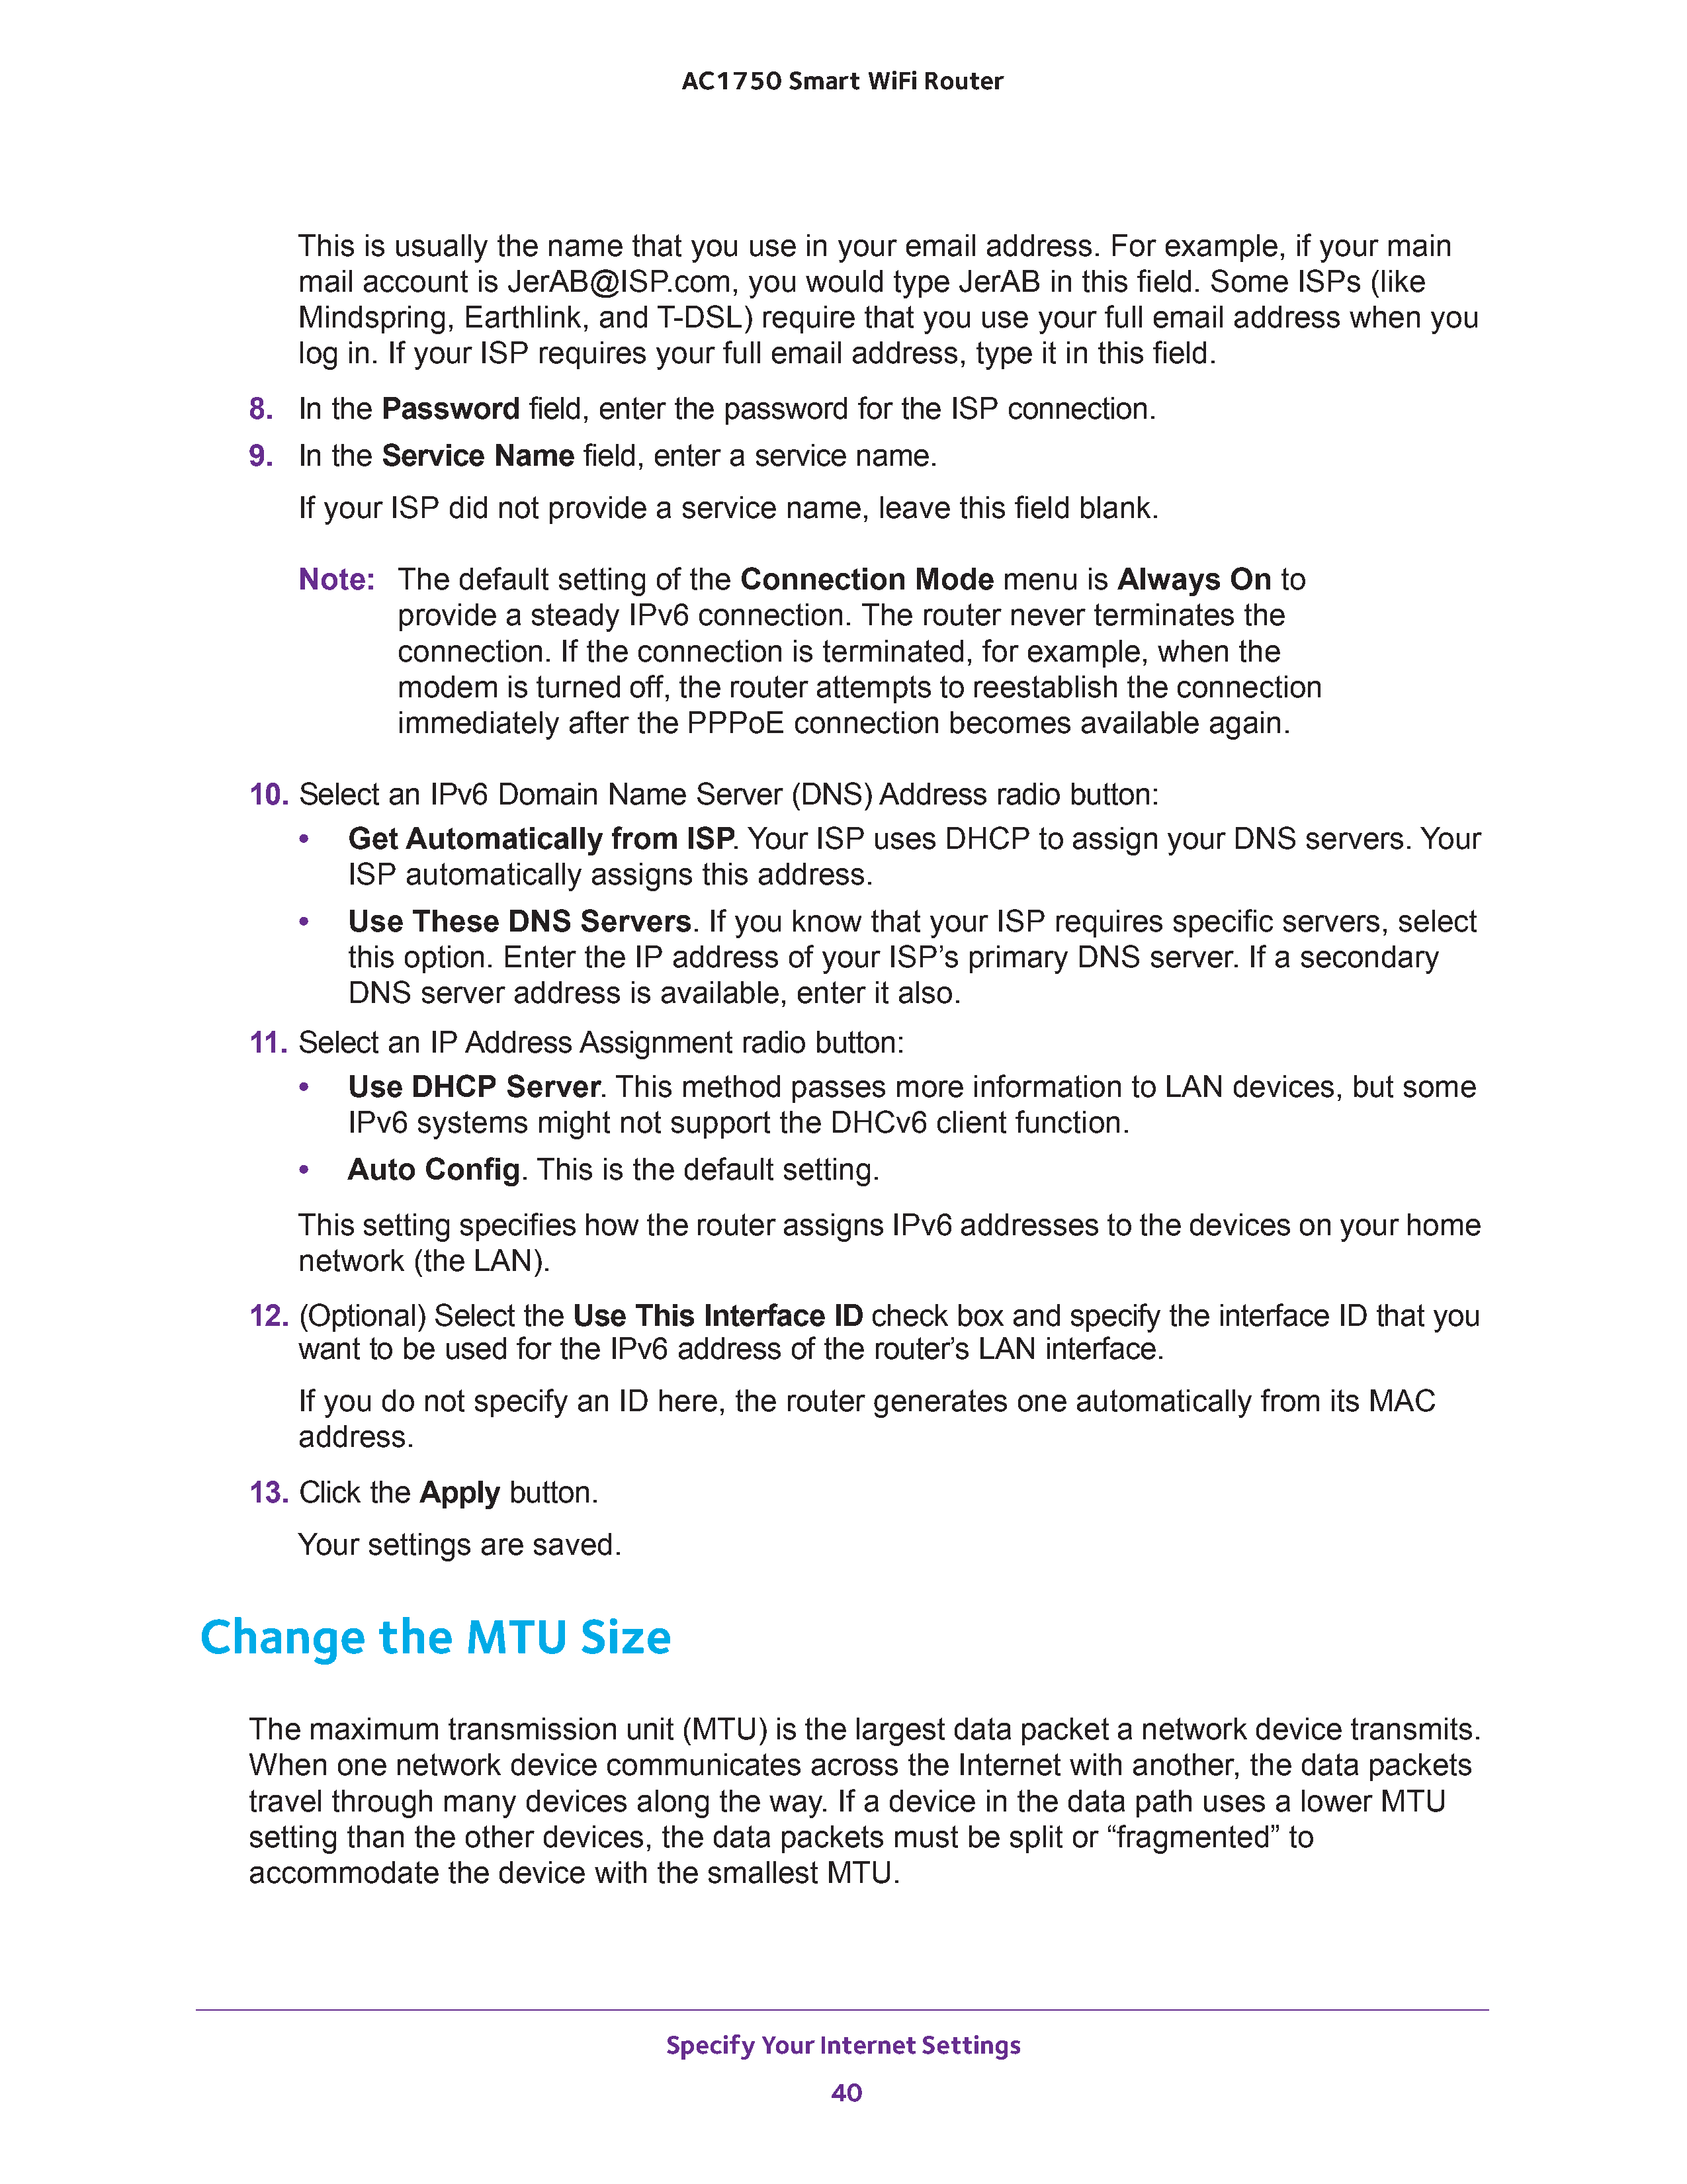 AC1750 Smart WiFi Router
This is usually the name that you use in your email address. For example, if your main
mail account is JerAB@ISP.com, you would type JerAB in this field. Some ISPs (like
Mindspring, Earthlink, and T-DSL) require that you use your full email address when you
log in. If your ISP requires your full email address, type it in this field.
8. In the Password field, enter the password for the ISP connection.
9. In the Service Name field, enter a service name.
If your ISP did not provide a service name, leave this field blank.
Note: The default setting of the Connection Mode menu is Always On to
provide a steady IPv6 connection. The router never terminates the
connection. If the connection is terminated, for example, when the
modem is turned off, the router attempts to reestablish the connection
immediately after the PPPoE connection becomes available again.
10. Select an IPv6 Domain Name Server (DNS) Address radio button:
• Get Automatically from ISP. Your ISP uses DHCP to assign your DNS servers. Your
ISP automatically assigns this address.
• Use These DNS Servers. If you know that your ISP requires specific servers, select
this option. Enter the IP address of your ISP’s primary DNS server. If a secondary
DNS server address is available, enter it also.
11. Select an IP Address Assignment radio button:
• Use DHCP Server. This method passes more information to LAN devices, but some
IPv6 systems might not support the DHCv6 client function.
• Auto Config. This is the default setting.
This setting specifies how the router assigns IPv6 addresses to the devices on your home
network (the LAN).
12. (Optional) Select the Use This Interface ID check box and specify the interface ID that you
want to be used for the IPv6 address of the router’s LAN interface.
If you do not specify an ID here, the router generates one automatically from its MAC
address.
13. Click the Apply button.
Your settings are saved.
Change the MTU Size
The maximum transmission unit (MTU) is the largest data packet a network device transmits.
When one network device communicates across the Internet with another, the data packets
travel through many devices along the way. If a device in the data path uses a lower MTU
setting than the other devices, the data packets must be split or “fragmented” to
accommodate the device with the smallest MTU.
Specify Your Internet Settings
40